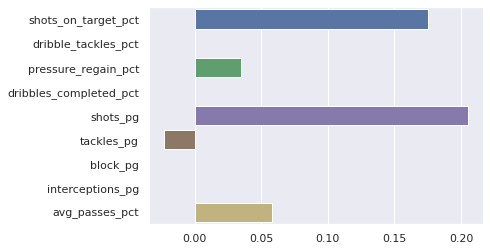 shots_on_target_pct
dribble_tackles_pct
pressure_regain_pct
dribbles_completed_pct
shots_pg
tackles_pg
block_pg
interceptions_pg
avg_passes_pct
0.00 0.05 0.10 0.15 0.20